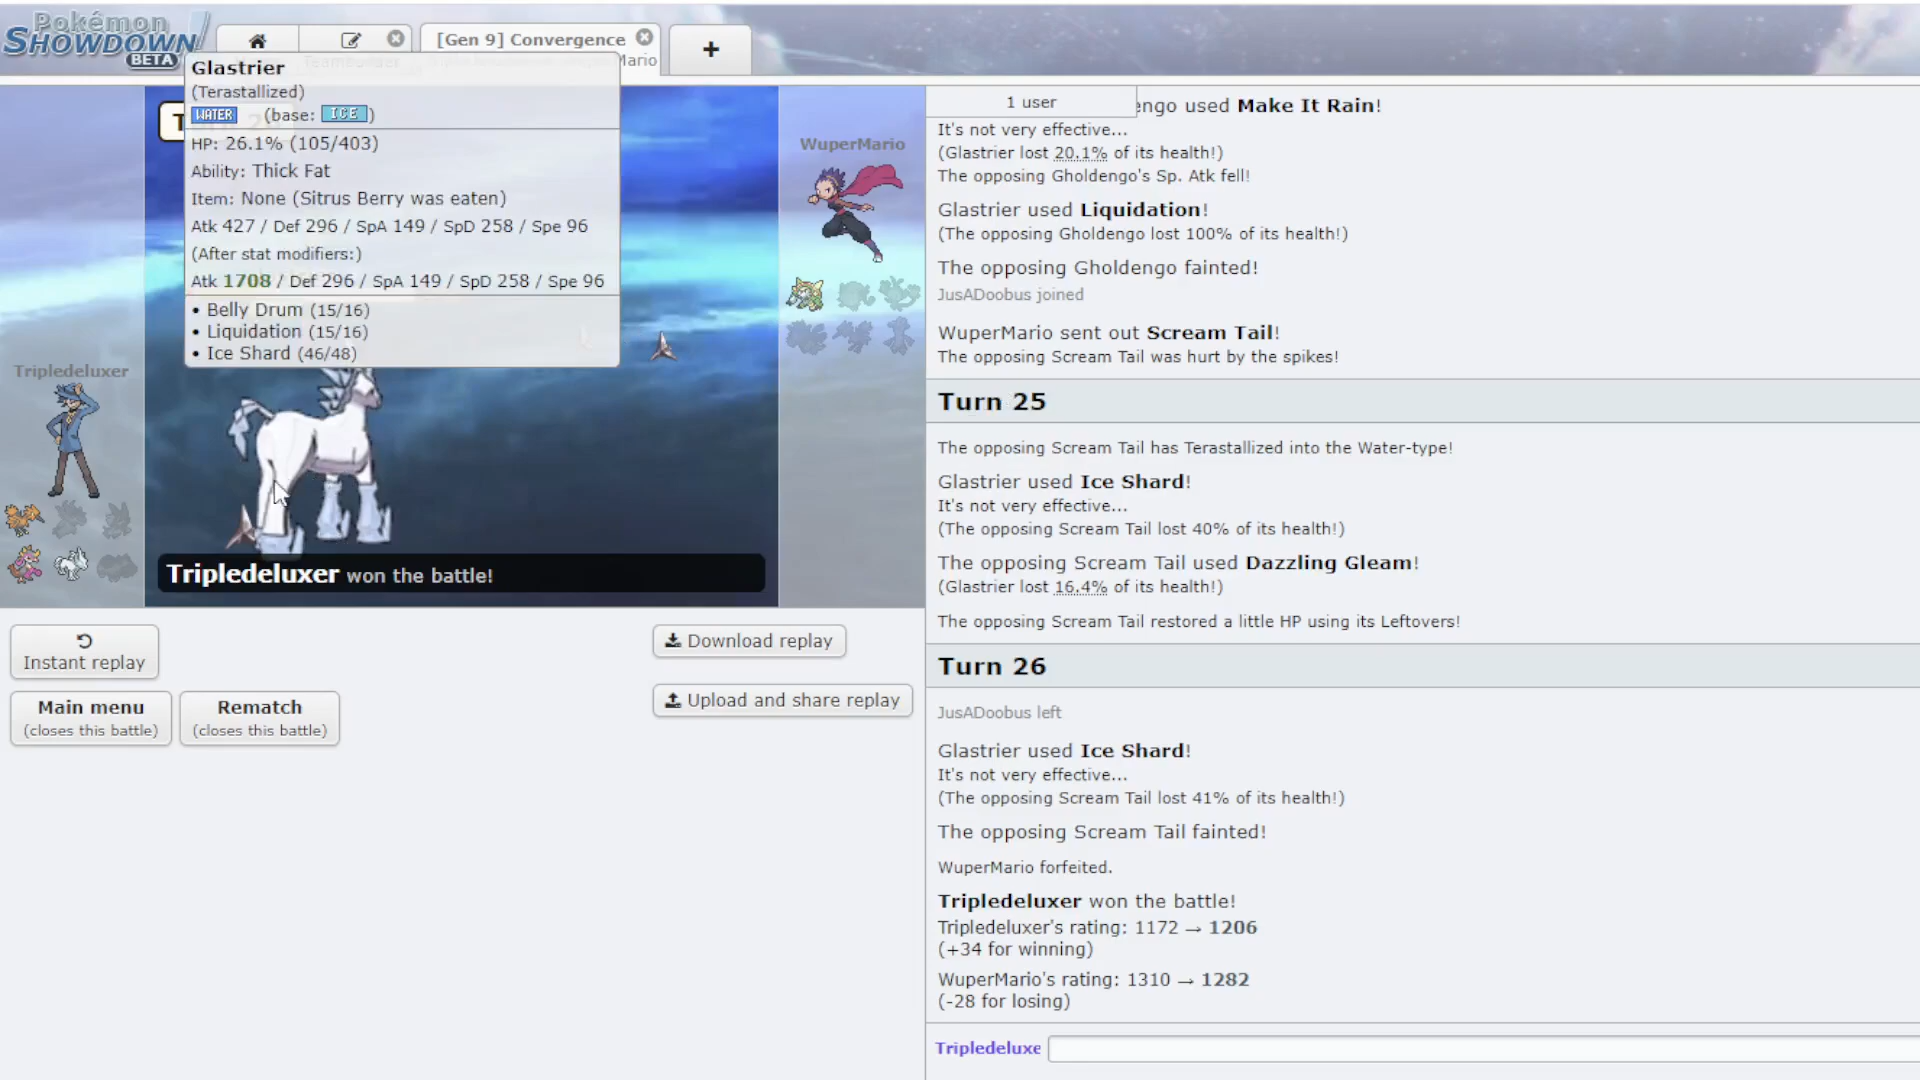 Pokémon
SHOWDOWN
BETA
[Gen 9] Convergence
Mario
+
Glastrier
(Terastallized)
WATER (base: ICE )
HP: 26.1% (105/403)
Ability: Thick Fat
Item: None (Sitrus Berry was eaten)
Atk 427 / Def 296 / SpA 149 / SpD 258 / Spe 96
(After stat modifiers:)
Atk 1708 / Def 296 / SpA 149 / SpD 258 / Spe 96
• Belly Drum (15/16)
• Liquidation (15/16)
• Ice Shard (46/48)
WuperMario
Tripledeluxer
Tripledeluxer won the battle!
Instant replay
Download replay
Upload and share replay
Main menu
(closes this battle)
Rematch
(closes this battle)
1 user
engo used Make It Rain!
It's not very effective...
(Glastrier lost 20.1% of its health!)
The opposing Gholdengo's Sp. Atk fell!
Glastrier used Liquidation!
(The opposing Gholdengo lost 100% of its health!)
The opposing Gholdengo fainted!
JusADoobus joined
WuperMario sent out Scream Tail!
The opposing Scream Tail was hurt by the spikes!
Turn 25
The opposing Scream Tail has Terastallized into the Water-type!
Glastrier used Ice Shard!
It's not very effective...
(The opposing Scream Tail lost 40% of its health!)
The opposing Scream Tail used Dazzling Gleam!
(Glastrier lost 16.4% of its health!)
The opposing Scream Tail restored a little HP using its Leftovers!
Turn 26
JusADoobus left
Glastrier used Ice Shard!
It's not very effective...
(The opposing Scream Tail lost 41% of its health!)
The opposing Scream Tail fainted!
WuperMario forfeited.
Tripledeluxer won the battle!
Tripledeluxer's rating: 1172 → 1206
(+34 for winning)
WuperMario's rating: 1310 → 1282
(-28 for losing)
Tripledeluxe